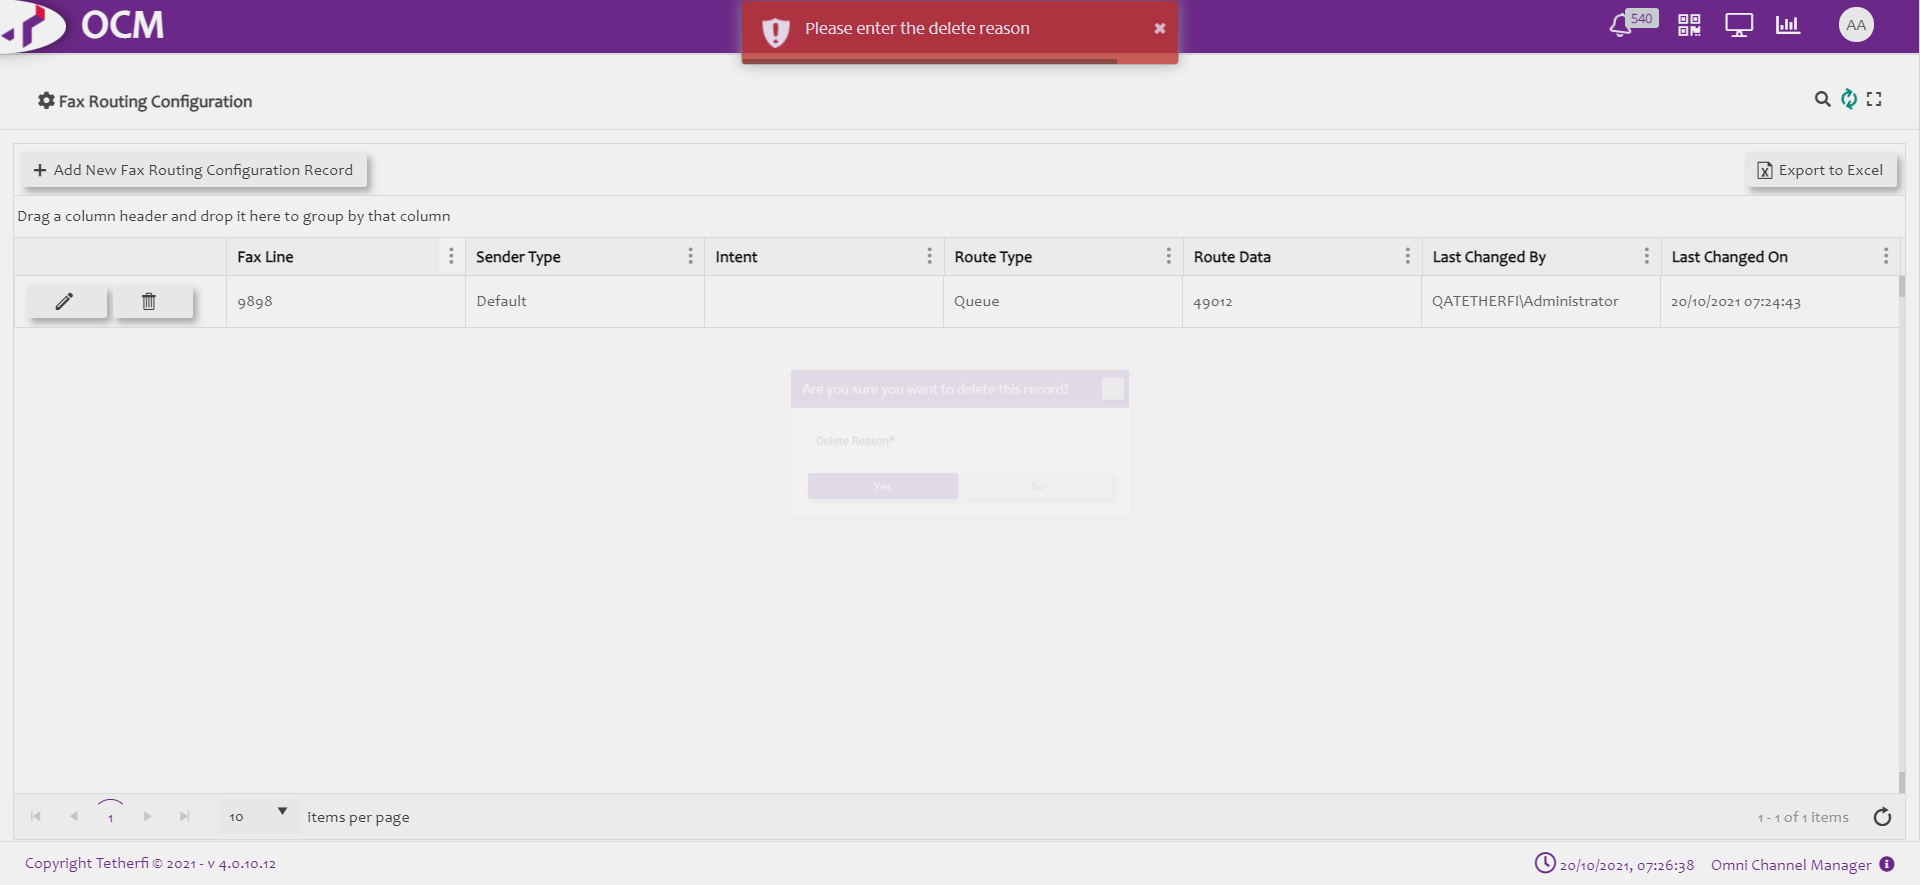 OCM
Please enter the delete reason
540
AA
Fax Routing Configuration
Add New Fax Routing Configuration Record
Export to Excel
Drag a column header and drop it here to group by that column
Fax Line Sender Type Intent Route Type Route Data Last Changed By Last Changed On
9898 Default Queue 49012 QATETHERFI\Administrator 20/10/2021 07:24:43
Are you sure you want to delete this record?
Delete Reason*
Yes No
1 10 items per page 1 - 1 of 1 items
Copyright Tetherfi © 2021 - v 4.0.10.12 20/10/2021, 07:26:38 Omni Channel Manager